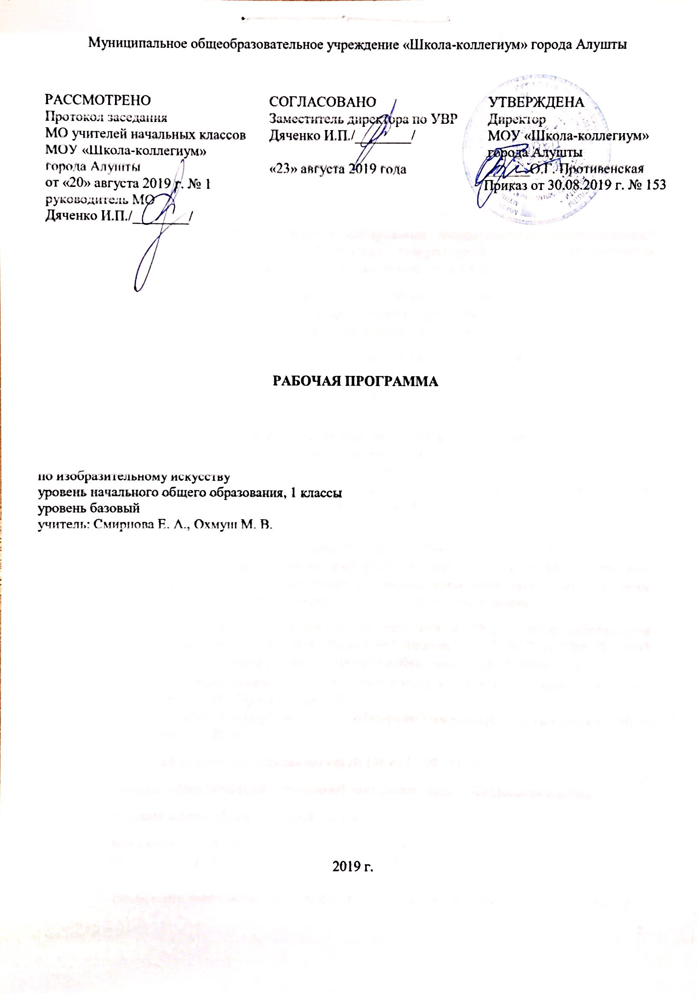 Муниципальное общеобразовательное учреждение «Школа-коллегиум» города Алушты
РАССМОТРЕНО
Протокол заседания
МО учителей начальных классов
МОУ «Школа-коллегиум»
города Алушты
от «20» августа 2019 г. № 1
руководитель МО
Дяченко И.П./________/
СОГЛАСОВАНО
Заместитель директора по УВР
Дяченко И.П./________/
«23» августа 2019 года
УТВЕРЖДЕНА
Директор
МОУ «Школа-коллегиум»
города Алушты
______О.Г. Противенская
Приказ от 30.08.2019 г. № 153
РАБОЧАЯ ПРОГРАММА
по изобразительному искусству
уровень начального общего образования, 1 классы
уровень базовый
учитель: Смирнова Е. А., Охмуш М. В.
2019 г.